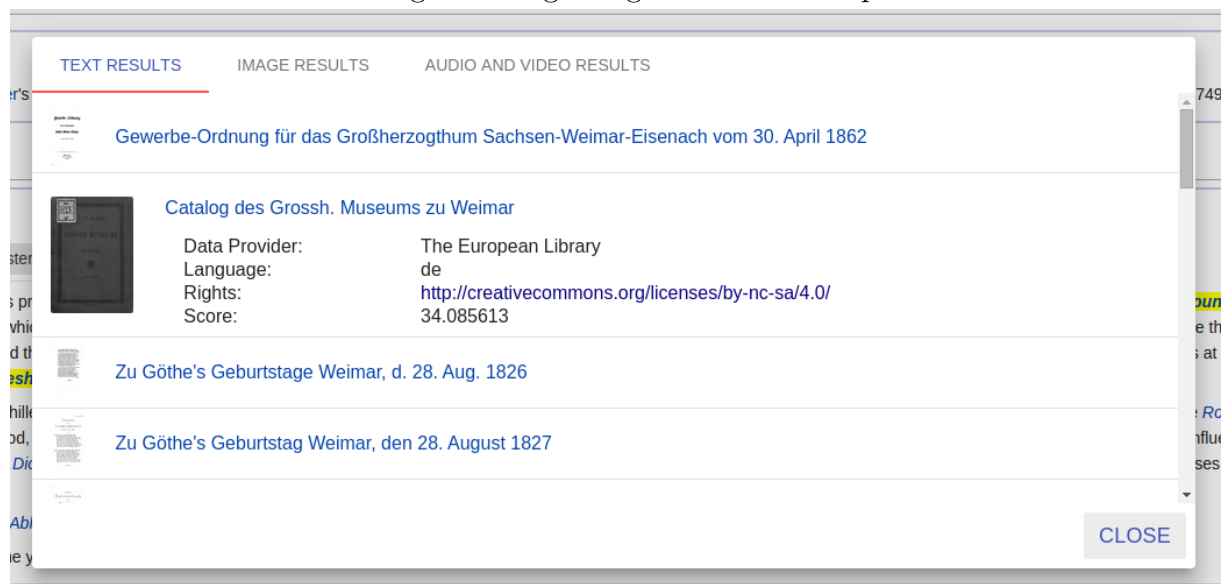 TEXT RESULTS IMAGE RESULTS AUDIO AND VIDEO RESULTS
Gewerbe-Ordnung für das Großherzogthum Sachsen-Weimar-Eisenach vom 30. April 1862
Catalog des Grossh. Museums zu Weimar
Data Provider: The European Library
Language: de
Rights: http://creativecommons.org/licenses/by-nc-sa/4.0/
Score: 34.085613
Zu Göthe's Geburtstage Weimar, d. 28. Aug. 1826
Zu Göthe's Geburtstag Weimar, den 28. August 1827
CLOSE